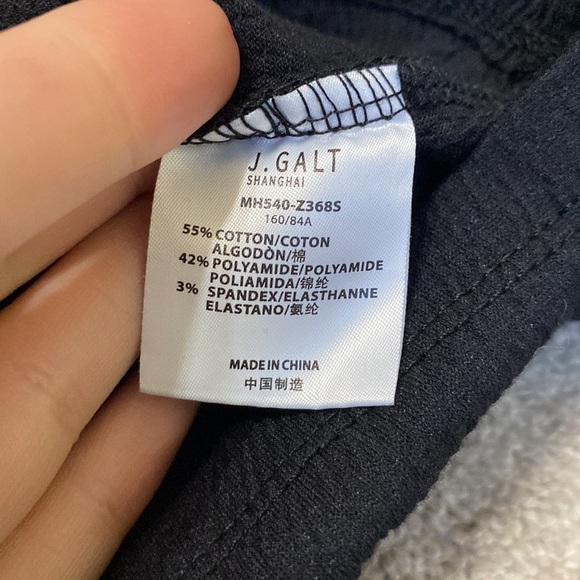 J. GALT
SHANGHAI
MH540-Z368S
160/84A
55% COTTON/COTON
ALGODÒN/棉
42% POLYAMIDE/POLYAMIDE
POLIAMIDA/锦纶
3% SPANDEX/ELASTHANNE
ELASTANO/氨纶
MADE IN CHINA
中国制造